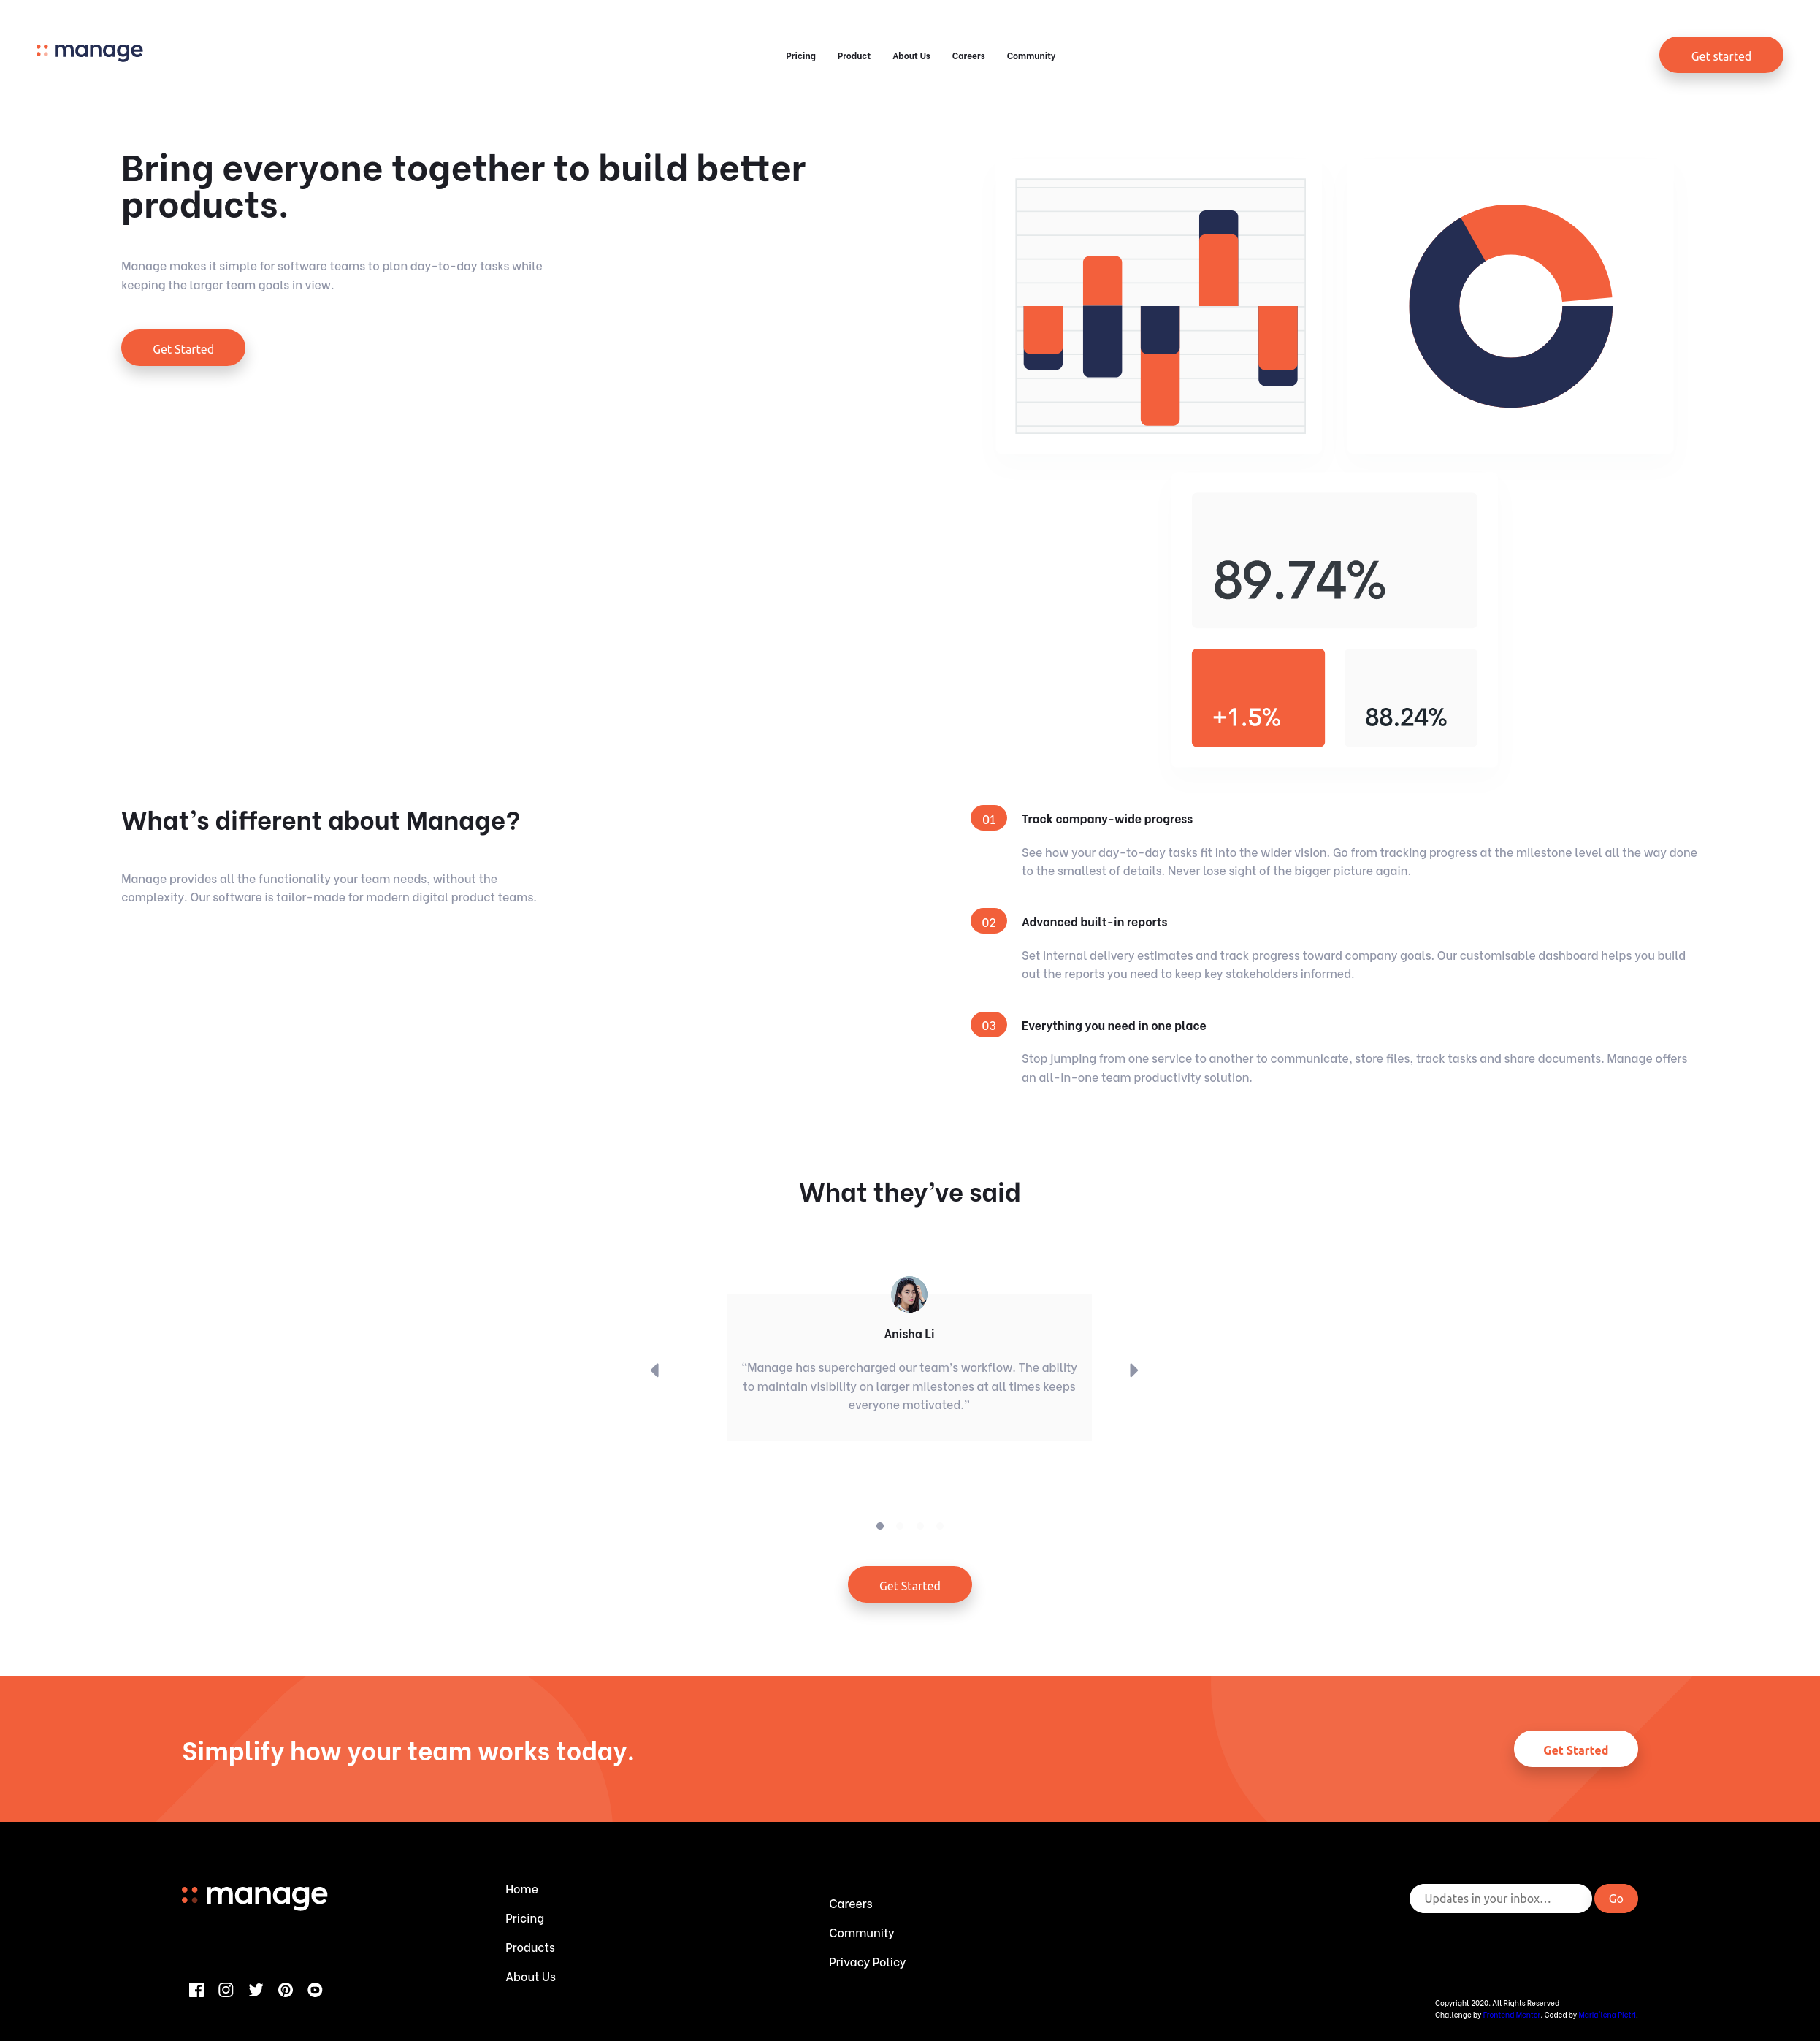 manage
Pricing Product About Us Careers Community
Get started
Bring everyone together to build better
products.
Manage makes it simple for software teams to plan day-to-day tasks while
keeping the larger team goals in view.
Get Started
89.74%
+1.5%
88.24%
What’s different about Manage?
Manage provides all the functionality your team needs, without the
complexity. Our software is tailor-made for modern digital product teams.
01 Track company-wide progress
See how your day-to-day tasks fit into the wider vision. Go from tracking progress at the milestone level all the way done
to the smallest of details. Never lose sight of the bigger picture again.
02 Advanced built-in reports
Set internal delivery estimates and track progress toward company goals. Our customisable dashboard helps you build
out the reports you need to keep key stakeholders informed.
03 Everything you need in one place
Stop jumping from one service to another to communicate, store files, track tasks and share documents. Manage offers
an all-in-one team productivity solution.
What they’ve said
Anisha Li
“Manage has supercharged our team’s workflow. The ability
to maintain visibility on larger milestones at all times keeps
everyone motivated.”
Get Started
Simplify how your team works today.
Get Started
manage
Home
Pricing
Products
About Us
Careers
Community
Privacy Policy
Updates in your inbox...
Go
Copyright 2020. All Rights Reserved
Challenge by Frontend Mentor. Coded by